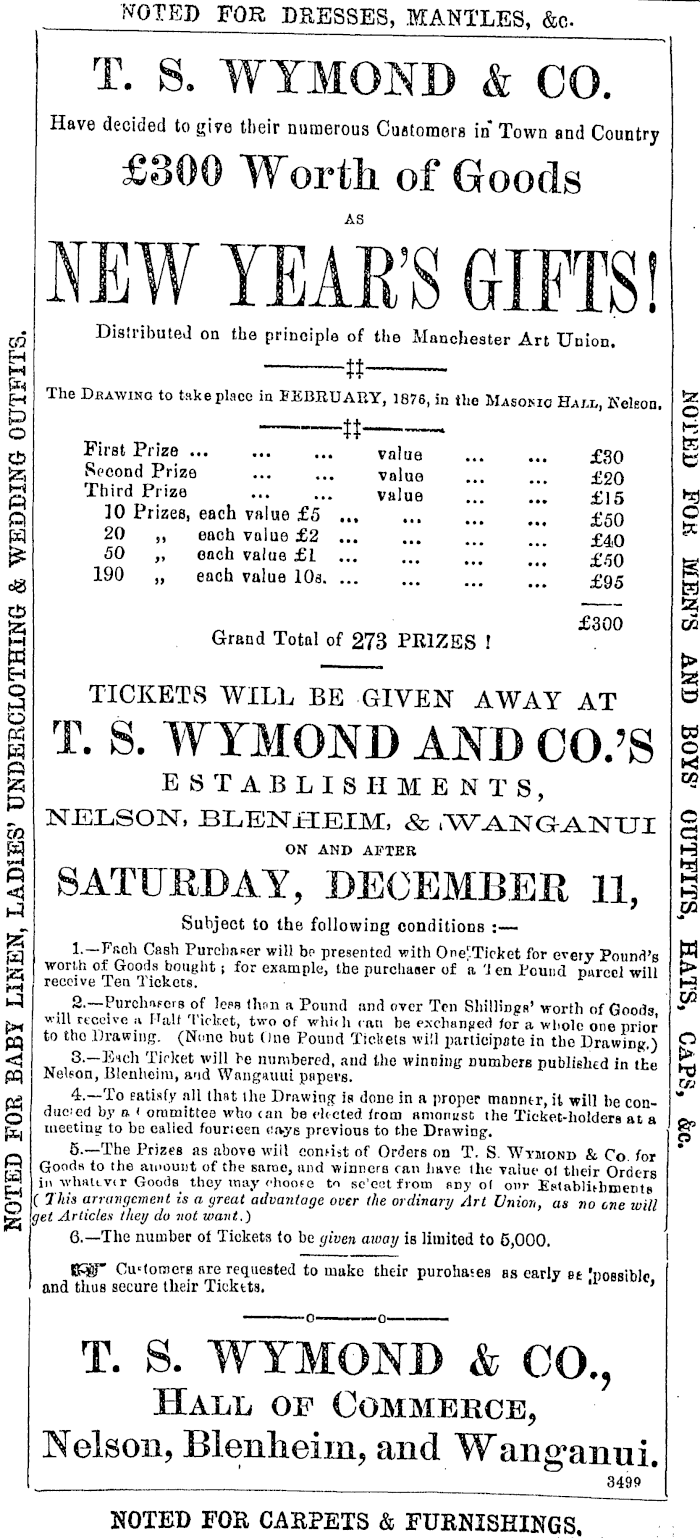 NOTED FOR DRESSES, MANTLES, &c.
T. S. WYMOND & CO.
Have decided to give their numerous Customers in Town and Country
£300 Worth of Goods
AS
NEW YEAR'S GIFTS!
Distributed on the principle of the Manchester Art Union.
‡‡
The DRAWING to take place in FEBRUARY, 1876, in the MASONIC HALL, Nelson.
‡‡
First Prize ... ... ... value ... ... £30
Second Prize ... ... value ... ... £20
Third Prize ... ... value ... ... £15
10 Prizes, each value £5 ... ... ... ... £50
20 „ each value £2 ... ... ... ... £40
50 „ each value £1 ... ... ... ... £50
190 „ each value 10s. ... ... ... ... £95
£300
Grand Total of 273 PRIZES !
TICKETS WILL BE GIVEN AWAY AT
T. S. WYMOND AND CO.'S
ESTABLISHMENTS,
NELSON, BLENHEIM, & WANGANUI
ON AND AFTER
SATURDAY, DECEMBER 11,
Subject to the following conditions :—
1.—Each Cash Purchaser will be presented with One Ticket for every Pound's
worth of Goods bought ; for example, the purchaser of a Ten Pound parcel will
receive Ten Tickets.
2.—Purchasers of less than a Pound and over Ten Shillings' worth of Goods,
will receive a Half Ticket, two of which can be exchanged for a whole one prior
to the Drawing. (None but One Pound Tickets will participate in the Drawing.)
3.—Each Ticket will be numbered, and the winning numbers published in the
Nelson, Blenheim, and Wanganui papers.
4.—To satisfy all that the Drawing is done in a proper manner, it will be con-
ducted by a Committee who can be elected from amongst the Ticket-holders at a
meeting to be called fourteen days previous to the Drawing.
5.—The Prizes as above will consist of Orders on T. S. WYMOND & Co. for
Goods to the amount of the same, and winners can have the value of their Orders
in whatever Goods they may choose to select from any of our Establishments
(This arrangement is a great advantage over the ordinary Art Union, as no one will
get Articles they do not want.)
6.—The number of Tickets to be given away is limited to 5,000.
☞ Customers are requested to make their purchases as early as possible,
and thus secure their Tickets.
T. S. WYMOND & CO.,
HALL OF COMMERCE,
Nelson, Blenheim, and Wanganui.
3499
NOTED FOR CARPETS & FURNISHINGS.
NOTED FOR BABY LINEN, LADIES' UNDERCLOTHING & WEDDING OUTFITS.
NOTED FOR MEN'S AND BOYS' OUTFITS, HATS, CAPS, &c.